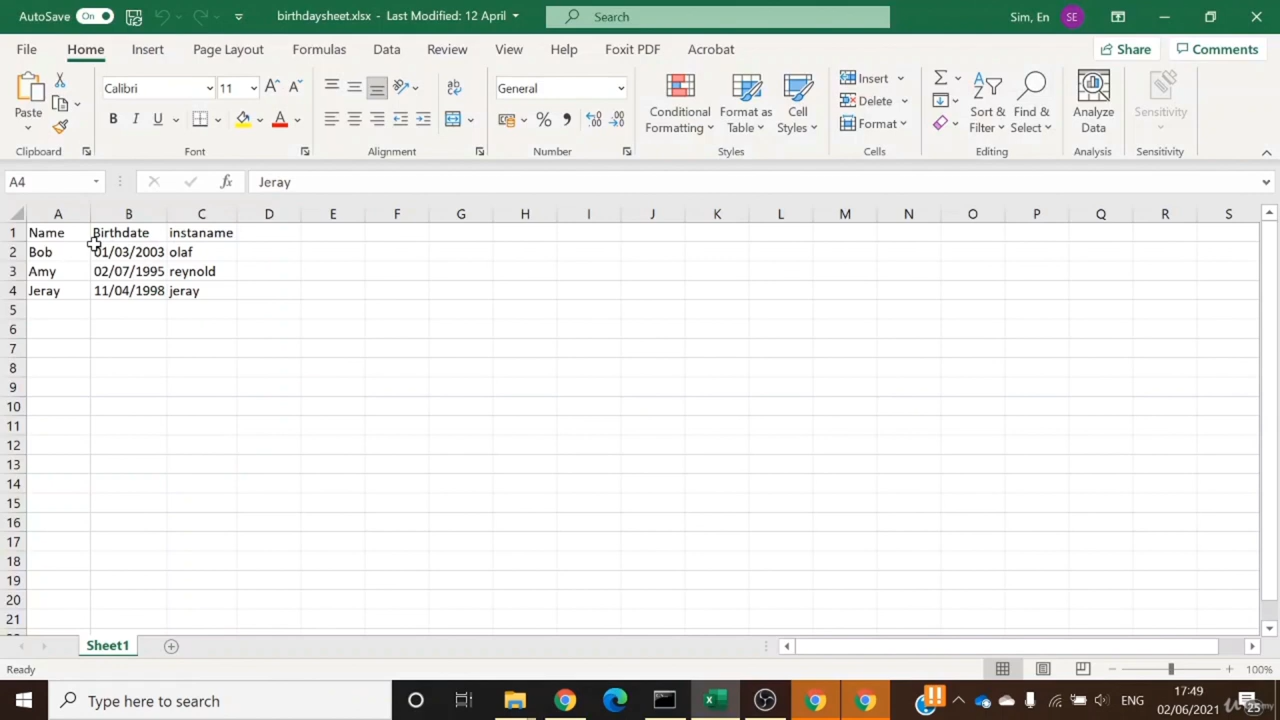 AutoSave On birthdaysheet.xlsx - Last Modified: 12 April Search Sim, En SE
File Home Insert Page Layout Formulas Data Review View Help Foxit PDF Acrobat Share Comments
Paste Calibri 11 General Conditional Formatting Format as Table Cell Styles Insert Delete Format Sort & Filter Find & Select Analyze Data Sensitivity
Clipboard Font Alignment Number Styles Cells Editing Analysis Sensitivity
A4 fx Jeray
A B C D E F G H I J K L M N O P Q R S
1 Name Birthdate instaname
2 Bob 01/03/2003 olaf
3 Amy 02/07/1995 reynold
4 Jeray 11/04/1998 jeray
5
6
7
8
9
10
11
12
13
14
15
16
17
18
19
20
21
Sheet1
Ready 100%
Type here to search ENG 17:49
02/06/2021 25